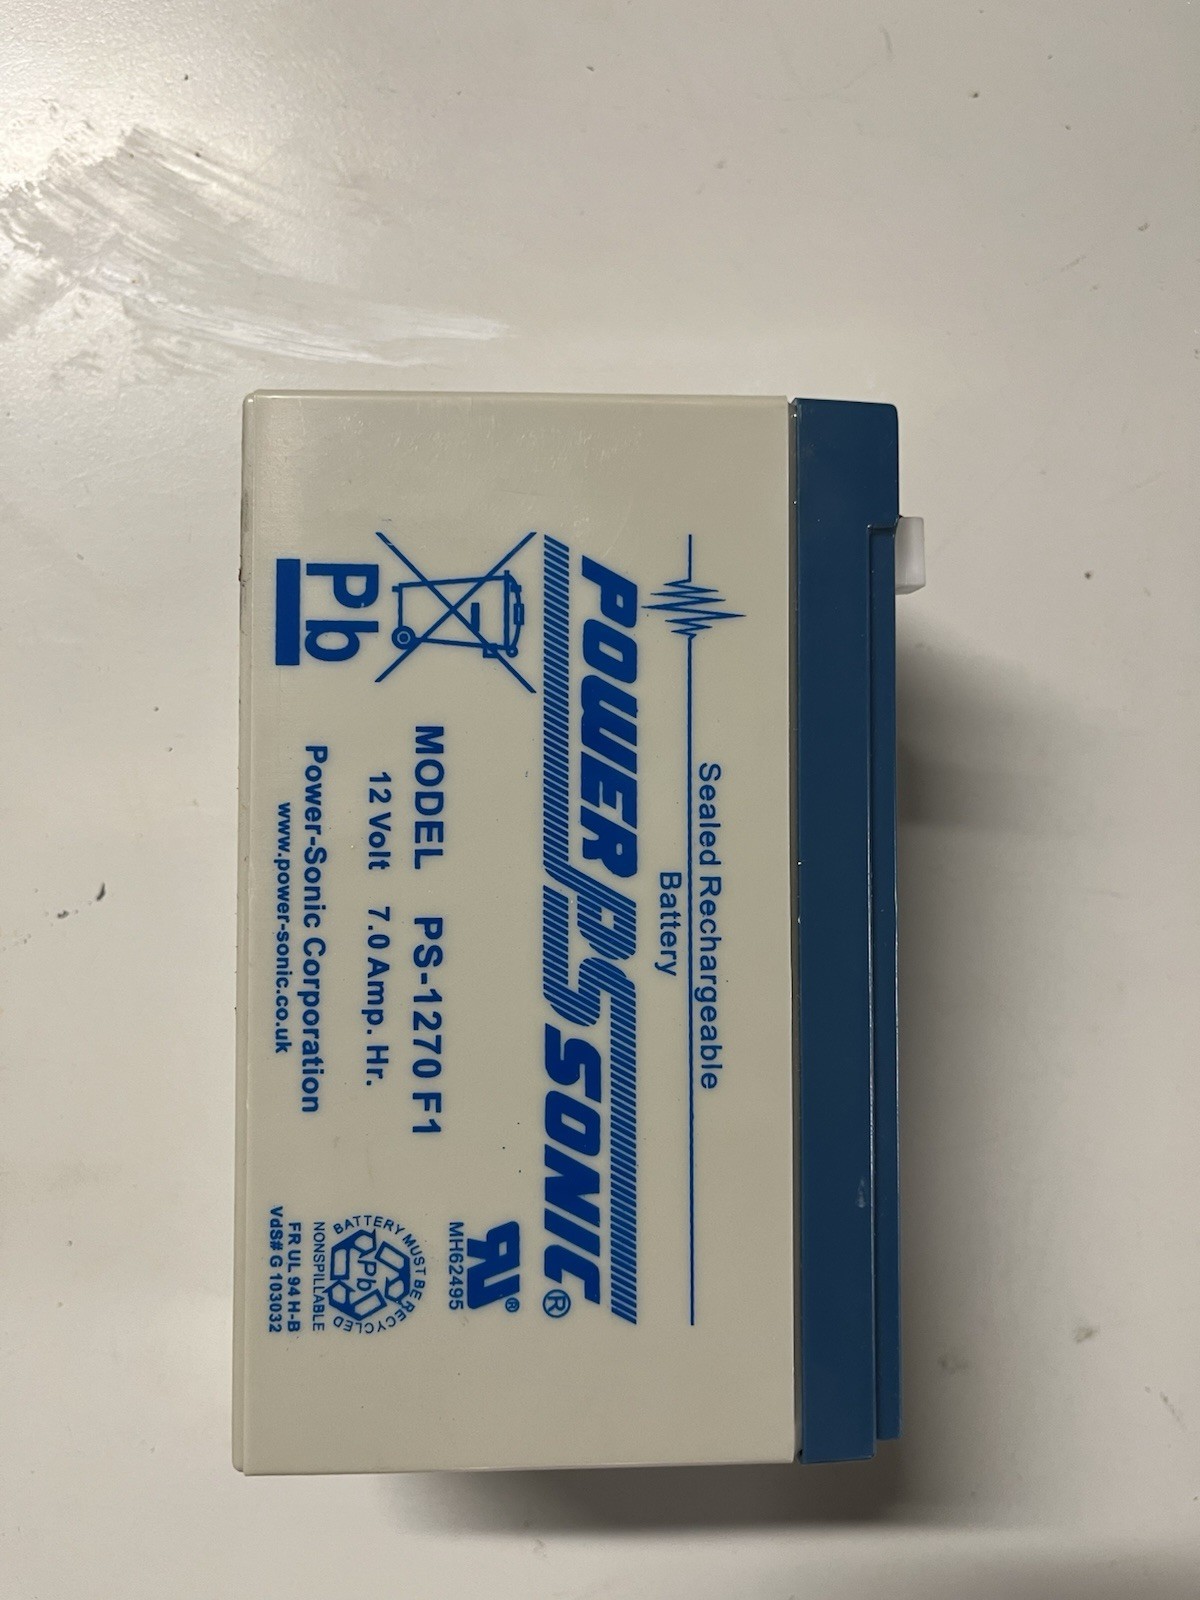 Sealed Rechargeable
Battery
POWER PS SONIC®
MODEL PS-1270 F1
12 Volt 7.0 Amp. Hr.
Power-Sonic Corporation
www.power-sonic.co.uk
Pb
®
MH62495
BATTERY MUST BE RECYCLED
Pb
NONSPILLABLE
FR UL 94 H-B
VdS# G 103032